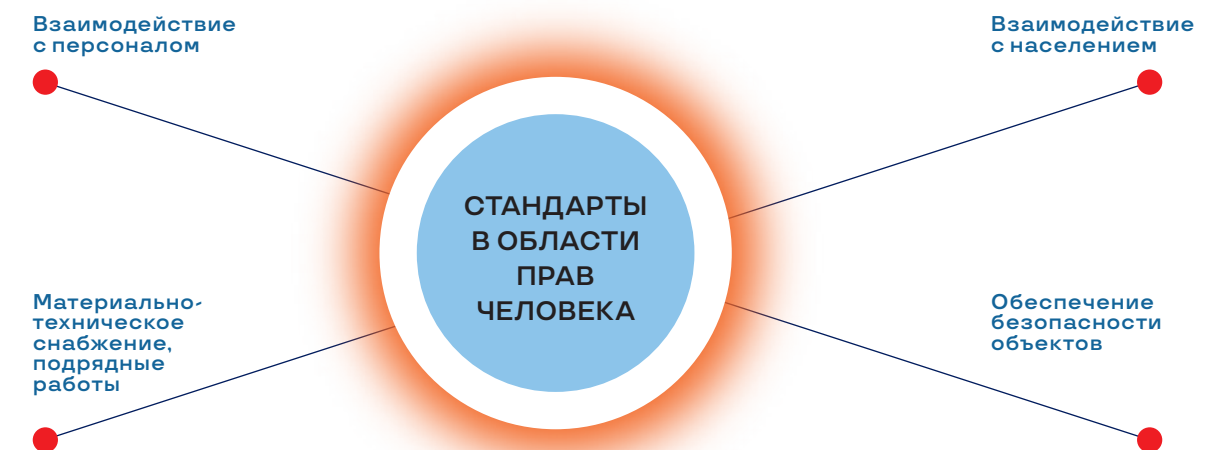 Взаимодействие
с персоналом
Взаимодействие
с населением
СТАНДАРТЫ
В ОБЛАСТИ
ПРАВ
ЧЕЛОВЕКА
Материально-
техническое
снабжение,
подрядные
работы
Обеспечение
безопасности
объектов